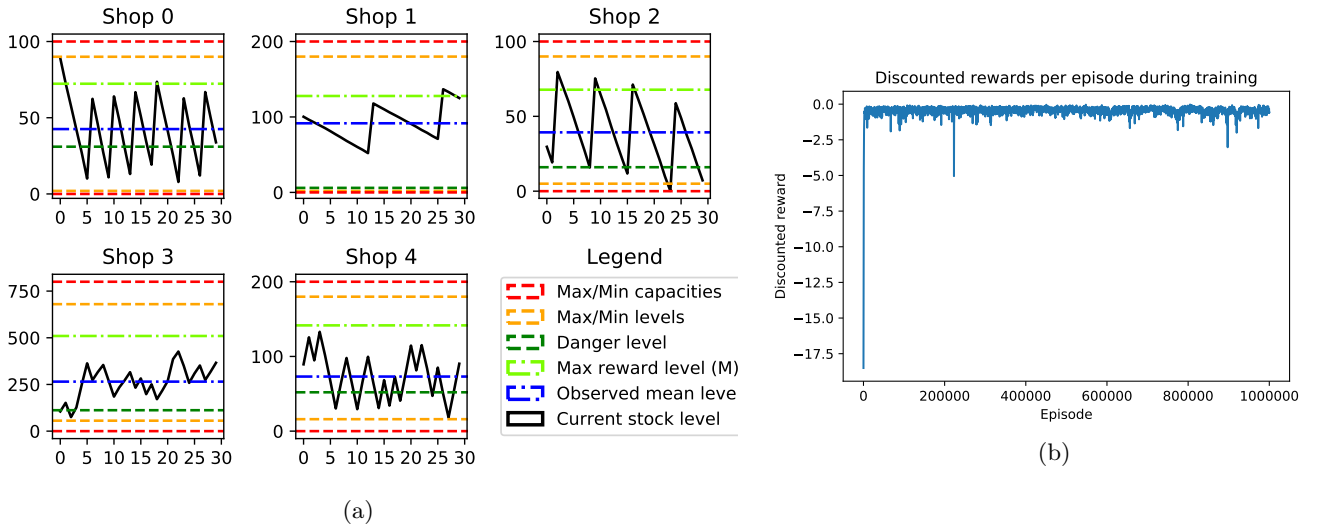 Shop 0
Shop 1
Shop 2
100
50
0
0 5 10 15 20 25 30
200
100
0
0 5 10 15 20 25 30
100
50
0
0 5 10 15 20 25 30
Shop 3
Shop 4
Legend
750
500
250
0
0 5 10 15 20 25 30
200
100
0
0 5 10 15 20 25 30
Max/Min capacities
Max/Min levels
Danger level
Max reward level (M)
Observed mean leve
Current stock level
(a)
Discounted rewards per episode during training
Discounted reward
0.0
−2.5
−5.0
−7.5
−10.0
−12.5
−15.0
−17.5
0 200000 400000 600000 800000 1000000
Episode
(b)